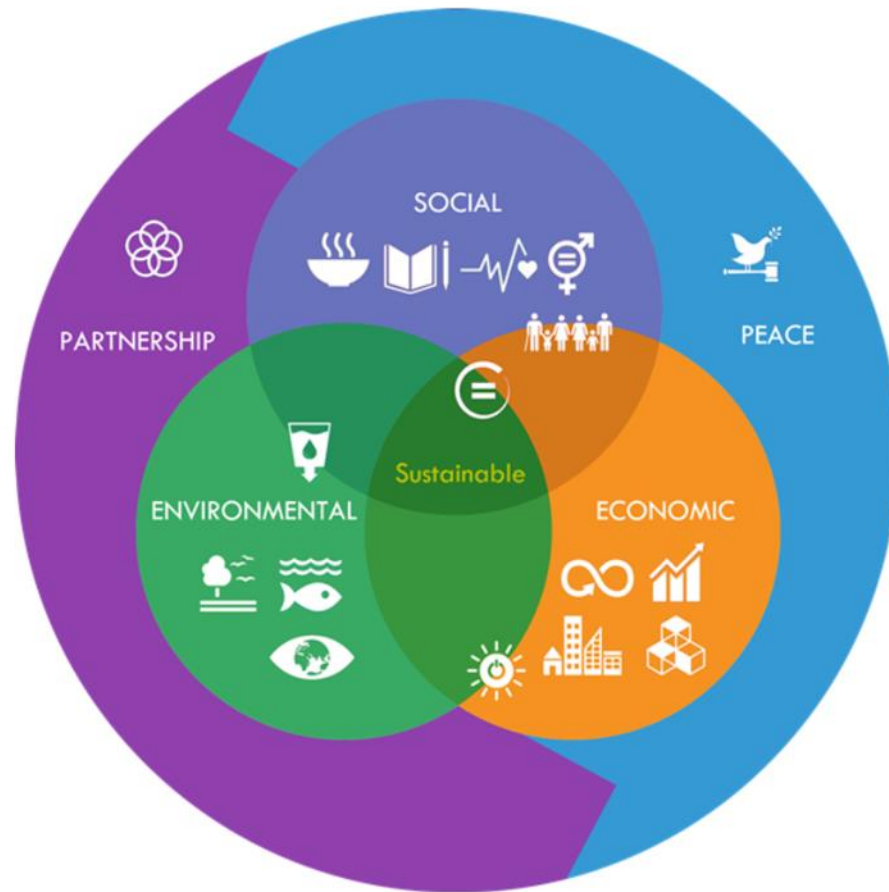 SOCIAL
PARTNERSHIP
PEACE
Sustainable
ENVIRONMENTAL
ECONOMIC